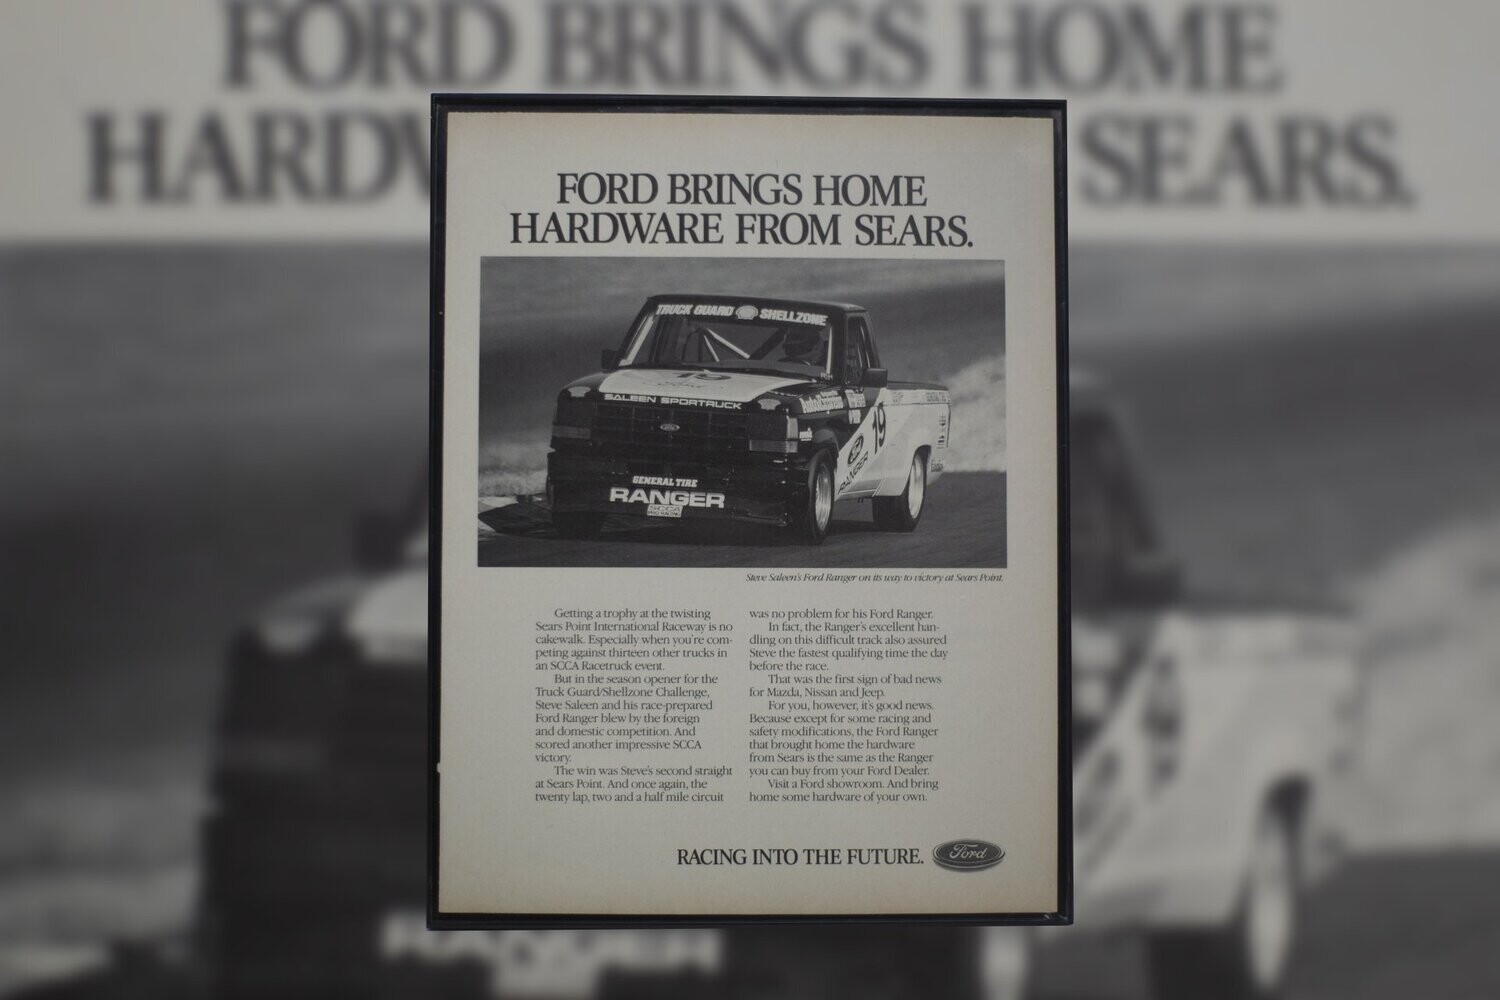 FORD BRINGS HOME
HARDWARE FROM SEARS.
TRUCK GUARD SHELLZONE
19
SALEEN SPORTRUCK
Ford
19
Ford
RANGER
GENERAL TIRE
RANGER
SCCA
PRO RACING
Steve Saleen's Ford Ranger on its way to victory at Sears Point.
Getting a trophy at the twisting
Sears Point International Raceway is no
cakewalk. Especially when you're com-
peting against thirteen other trucks in
an SCCA Racetruck event.
But in the season opener for the
Truck Guard/Shellzone Challenge,
Steve Saleen and his race-prepared
Ford Ranger blew by the foreign
and domestic competition. And
scored another impressive SCCA
victory.
The win was Steve's second straight
at Sears Point. And once again, the
twenty lap, two and a half mile circuit
was no problem for his Ford Ranger.
In fact, the Ranger's excellent han-
dling on this difficult track also assured
Steve the fastest qualifying time the day
before the race.
That was the first sign of bad news
for Mazda, Nissan and Jeep.
For you, however, it's good news.
Because except for some racing and
safety modifications, the Ford Ranger
that brought home the hardware
from Sears is the same as the Ranger
you can buy from your Ford Dealer.
Visit a Ford showroom. And bring
home some hardware of your own.
RACING INTO THE FUTURE.
Ford